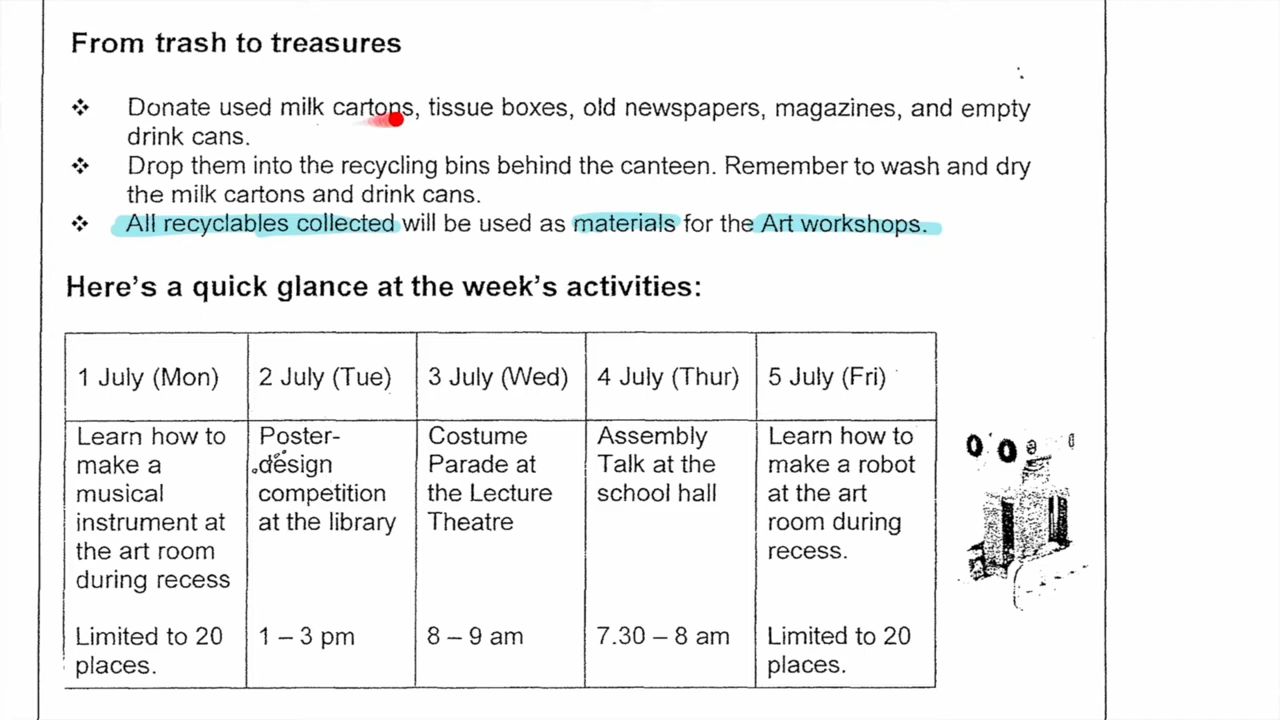 From trash to treasures
❖ Donate used milk cartons, tissue boxes, old newspapers, magazines, and empty
drink cans.
❖ Drop them into the recycling bins behind the canteen. Remember to wash and dry
the milk cartons and drink cans.
❖ All recyclables collected will be used as materials for the Art workshops.
Here's a quick glance at the week's activities:
1 July (Mon)
2 July (Tue)
3 July (Wed)
4 July (Thur)
5 July (Fri)
Learn how to
make a
musical
instrument at
the art room
during recess
Limited to 20
places.
Poster-
design
competition
at the library
1 – 3 pm
Costume
Parade at
the Lecture
Theatre
8 – 9 am
Assembly
Talk at the
school hall
7.30 – 8 am
Learn how to
make a robot
at the art
room during
recess.
Limited to 20
places.